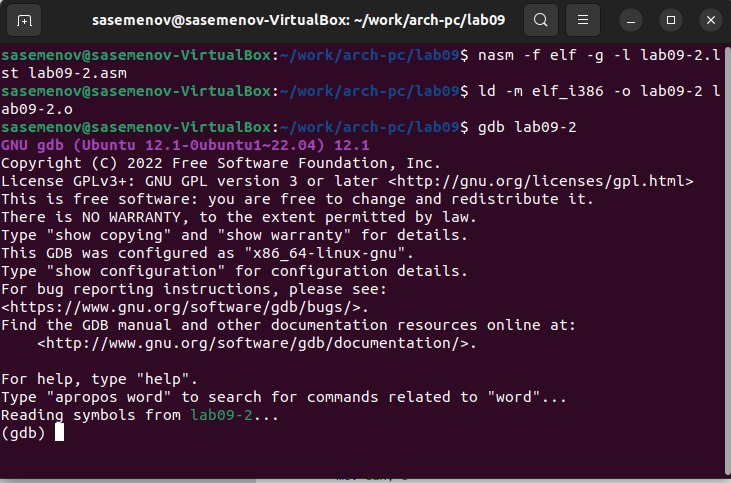 sasemenov@sasemenov-VirtualBox: ~/work/arch-pc/lab09
sasemenov@sasemenov-VirtualBox:~/work/arch-pc/lab09$ nasm -f elf -g -l lab09-2.l
st lab09-2.asm
sasemenov@sasemenov-VirtualBox:~/work/arch-pc/lab09$ ld -m elf_i386 -o lab09-2 l
ab09-2.o
sasemenov@sasemenov-VirtualBox:~/work/arch-pc/lab09$ gdb lab09-2
GNU gdb (Ubuntu 12.1-0ubuntu1~22.04) 12.1
Copyright (C) 2022 Free Software Foundation, Inc.
License GPLv3+: GNU GPL version 3 or later <http://gnu.org/licenses/gpl.html>
This is free software: you are free to change and redistribute it.
There is NO WARRANTY, to the extent permitted by law.
Type "show copying" and "show warranty" for details.
This GDB was configured as "x86_64-linux-gnu".
Type "show configuration" for configuration details.
For bug reporting instructions, please see:
<https://www.gnu.org/software/gdb/bugs/>.
Find the GDB manual and other documentation resources online at:
    <http://www.gnu.org/software/gdb/documentation/>.

For help, type "help".
Type "apropos word" to search for commands related to "word"...
Reading symbols from lab09-2...
(gdb)